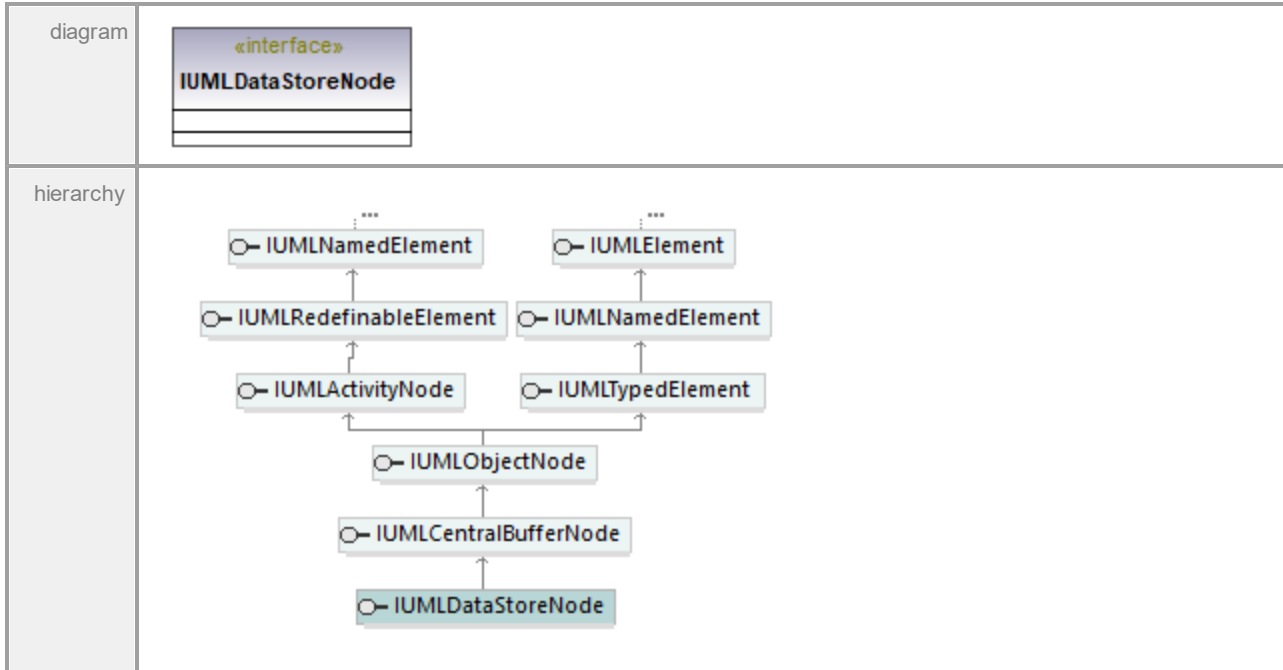 diagram
«interface»
IUMLDataStoreNode
hierarchy
... ...
IUMLNamedElement IUMLElement
IUMLRedefinableElement IUMLNamedElement
IUMLActivityNode IUMLTypedElement
IUMLObjectNode
IUMLCentralBufferNode
IUMLDataStoreNode